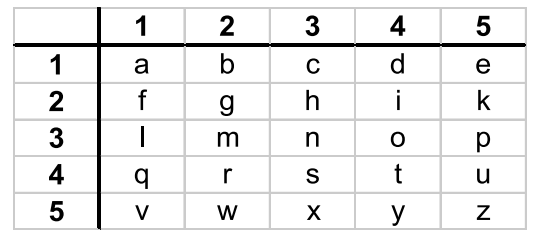 1 2 3 4 5
1 a b c d e
2 f g h i k
3 l m n o p
4 q r s t u
5 v w x y z